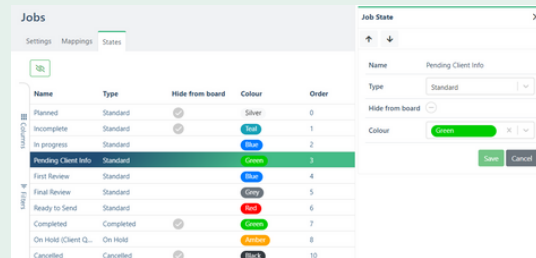 Jobs
Settings Mappings States
Name Type Hide from board Colour Order
Planned Standard Silver 0
Incomplete Standard Teal 1
In progress Standard Blue 2
Pending Client Info Standard Green 3
First Review Standard Blue 4
Final Review Standard Grey 5
Ready to Send Standard Red 6
Completed Completed Green 7
On Hold (Client Q... On Hold Amber 8
Cancelled Cancelled Black 10
Columns
Filters
Job State
Name Pending Client Info
Type Standard
Hide from board
Colour Green
Save Cancel